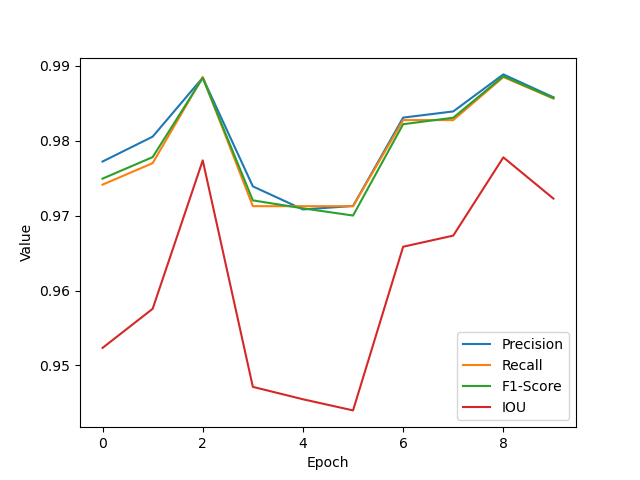 0.99
0.98
0.97
0.96
0.95
Value
0 2 4 6 8
Epoch
Precision
Recall
F1-Score
IOU